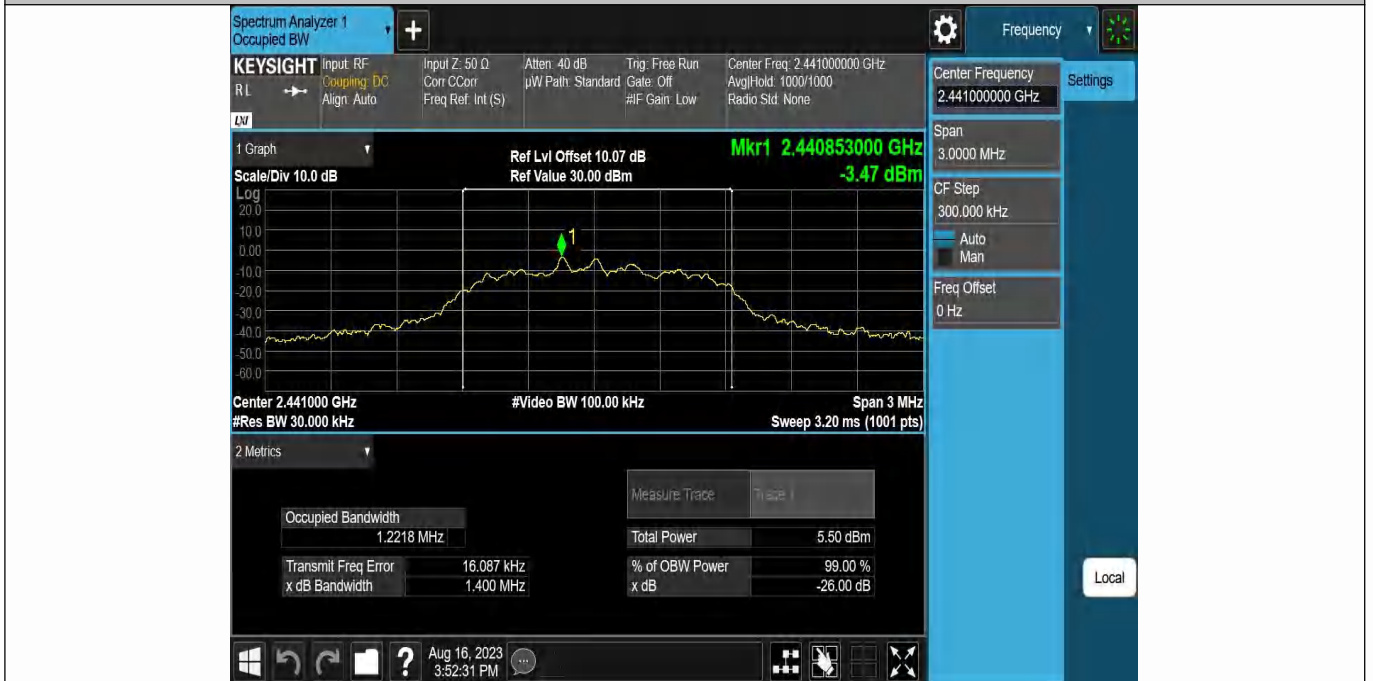 Spectrum Analyzer 1
Occupied BW
+
Frequency
KEYSIGHT
R L
LXI
Input: RF
Coupling: DC
Align: Auto
Input Z: 50 Ω
Corr CCorr
Freq Ref: Int (S)
Atten: 40 dB
µW Path: Standard
Trig: Free Run
Gate: Off
#IF Gain: Low
Center Freq: 2.441000000 GHz
Avg|Hold: 1000/1000
Radio Std: None
Center Frequency
2.441000000 GHz
Settings
Span
3.0000 MHz
CF Step
300.000 kHz
Auto
Man
Freq Offset
0 Hz
1 Graph
Scale/Div 10.0 dB
Ref Lvl Offset 10.07 dB
Ref Value 30.00 dBm
Mkr1 2.440853000 GHz
-3.47 dBm
Log
20.0
10.0
0.00
-10.0
-20.0
-30.0
-40.0
-50.0
-60.0
1
Center 2.441000 GHz
#Res BW 30.000 kHz
#Video BW 100.00 kHz
Span 3 MHz
Sweep 3.20 ms (1001 pts)
2 Metrics
Measure Trace Trace 1
Occupied Bandwidth
1.2218 MHz
Total Power 5.50 dBm
Transmit Freq Error 16.087 kHz
% of OBW Power 99.00 %
x dB Bandwidth 1.400 MHz
x dB -26.00 dB
Local
?
Aug 16, 2023
3:52:31 PM